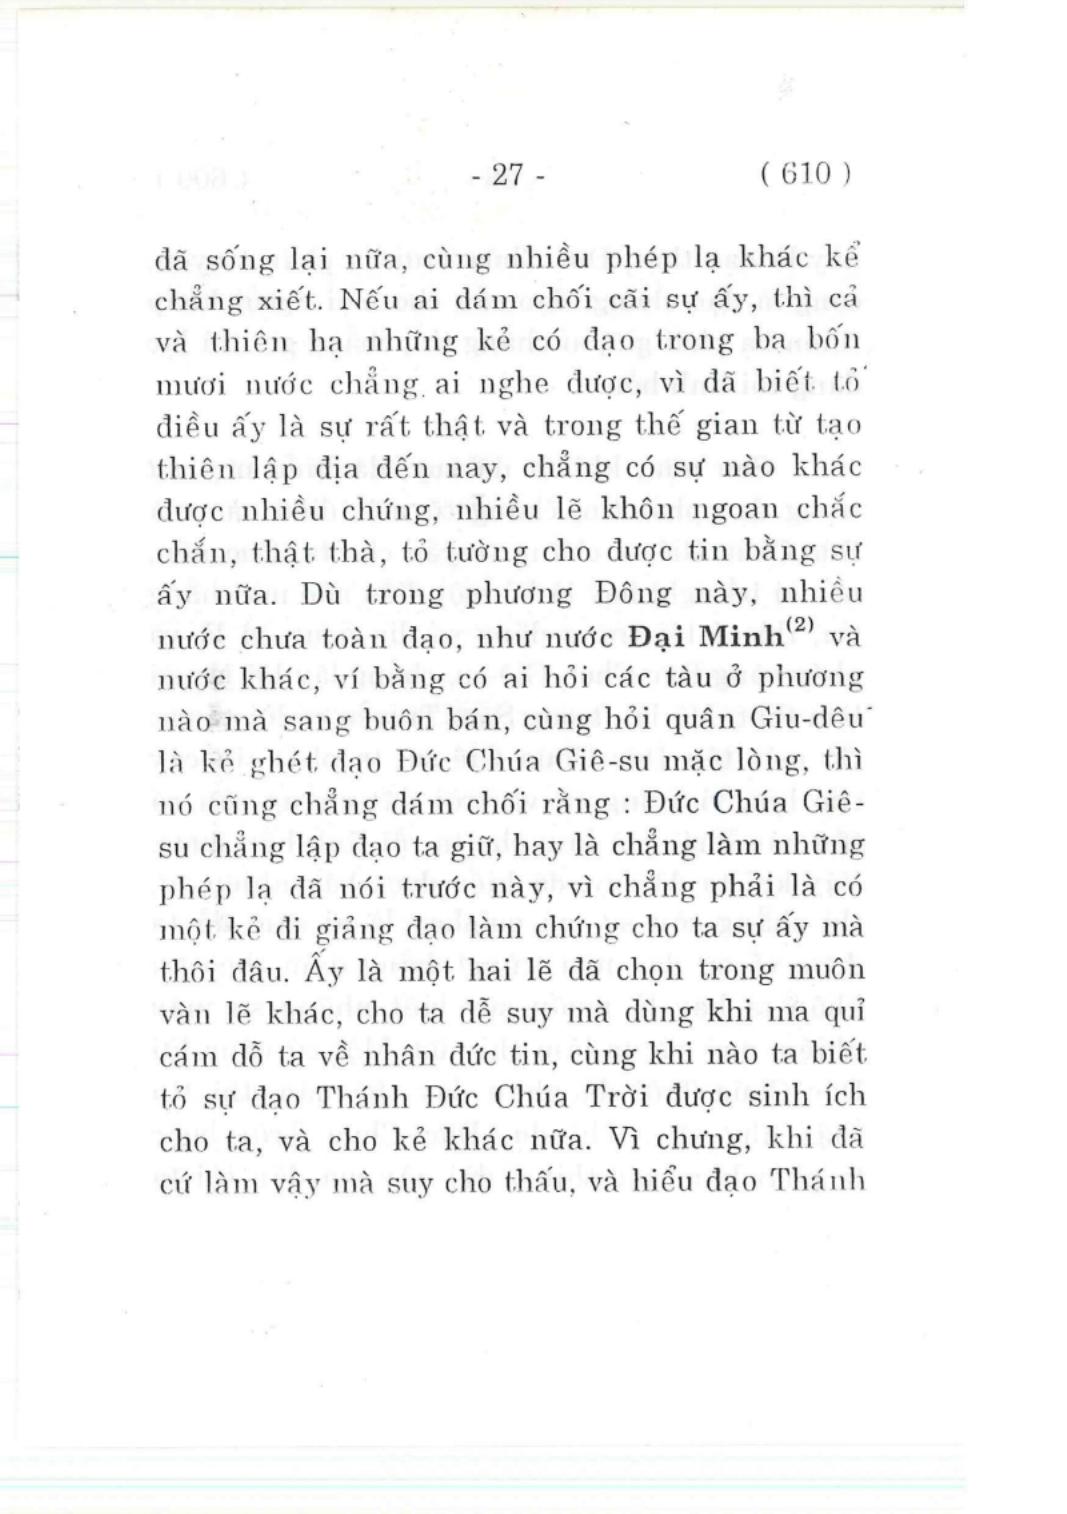 - 27 -
( 610 )
đã sống lại nữa, cùng nhiều phép lạ khác kể
chẳng xiết. Nếu ai dám chối cãi sự ấy, thì cả
và thiên hạ những kẻ có đạo trong ba bốn
mươi nước chẳng ai nghe được, vì đã biết tỏ
điều ấy là sự rất thật và trong thế gian từ tạo
thiên lập địa đến nay, chẳng có sự nào khác
được nhiều chứng, nhiều lẽ khôn ngoan chắc
chắn, thật thà, tỏ tường cho được tin bằng sự
ấy nữa. Dù trong phương Đông này, nhiều
nước chưa toàn đạo, như nước Đại Minh(2) và
nước khác, ví bằng có ai hỏi các tàu ở phương
nào mà sang buôn bán, cùng hỏi quân Giu-dêu
là kẻ ghét đạo Đức Chúa Giê-su mặc lòng, thì
nó cũng chẳng dám chối rằng : Đức Chúa Giê-
su chẳng lập đạo ta giữ, hay là chẳng làm những
phép lạ đã nói trước này, vì chẳng phải là có
một kẻ đi giảng đạo làm chứng cho ta sự ấy mà
thôi đâu. Ấy là một hai lẽ đã chọn trong muôn
vàn lẽ khác, cho ta dễ suy mà dùng khi ma quỉ
cám dỗ ta về nhân đức tin, cùng khi nào ta biết
tỏ sự đạo Thánh Đức Chúa Trời được sinh ích
cho ta, và cho kẻ khác nữa. Vì chưng, khi đã
cứ làm vậy mà suy cho thấu, và hiểu đạo Thánh